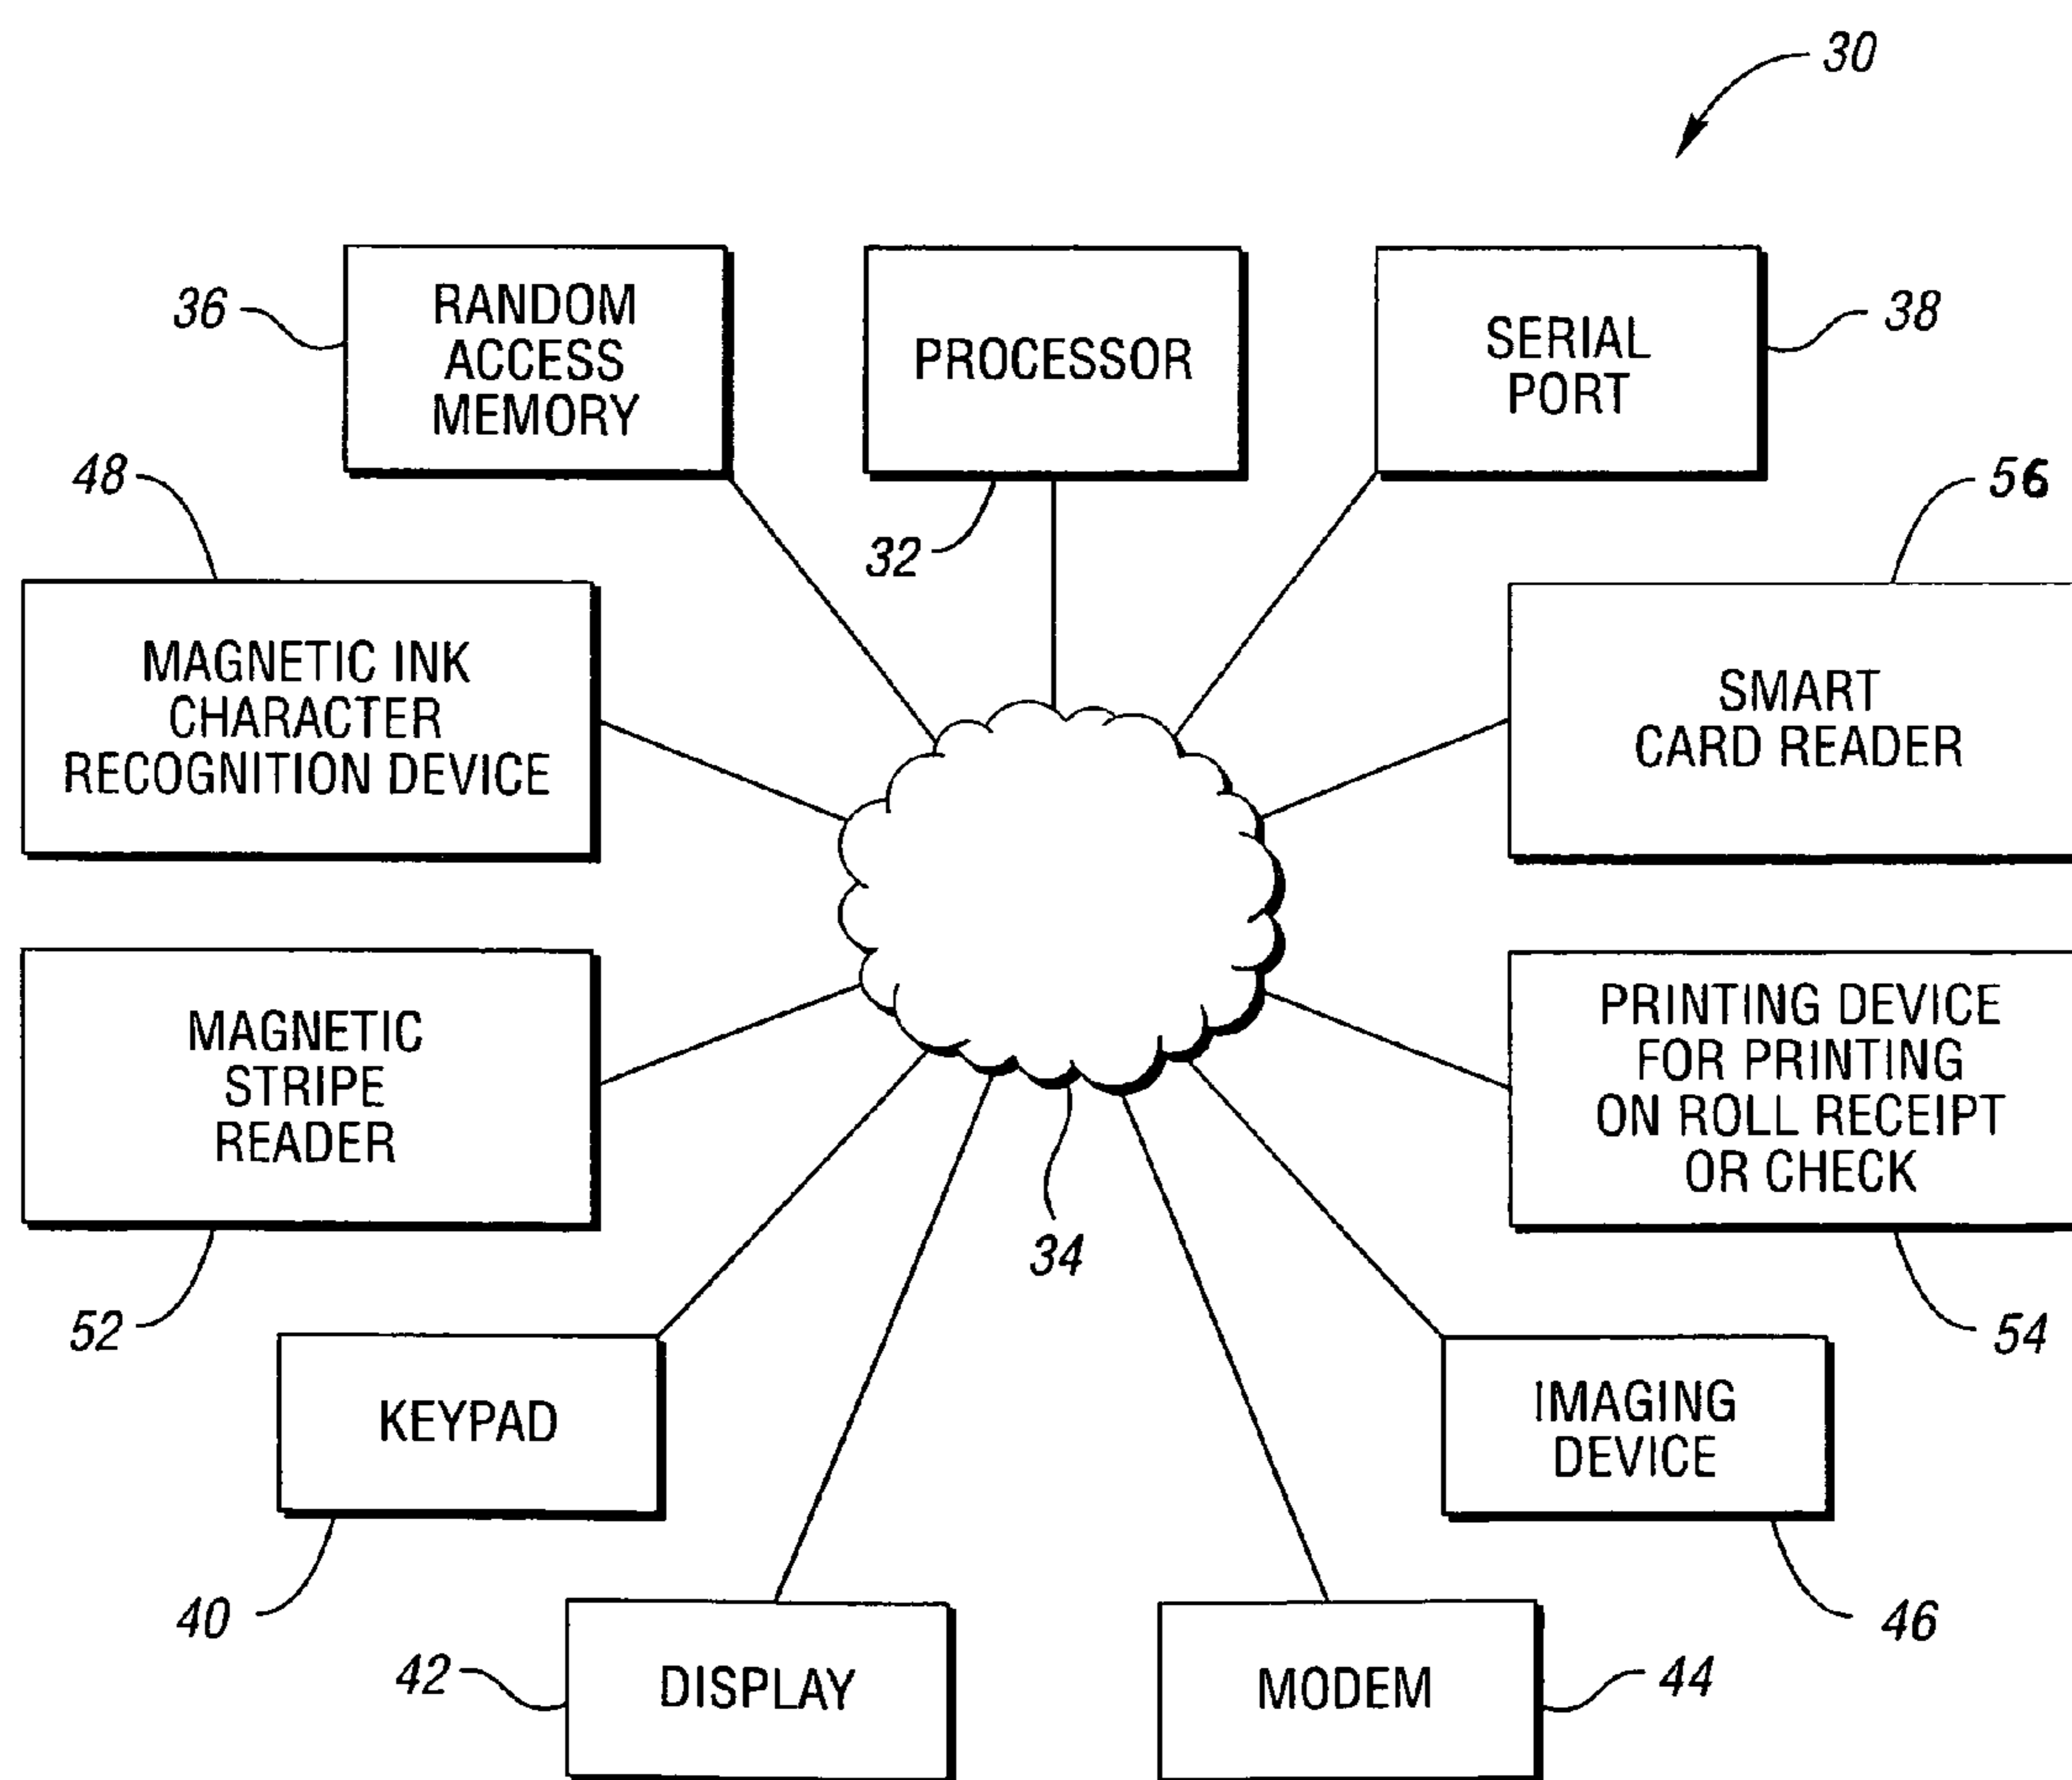 30
36
RANDOM
ACCESS
MEMORY
PROCESSOR
32
SERIAL
PORT
38
48
MAGNETIC INK
CHARACTER
RECOGNITION DEVICE
56
SMART
CARD READER
MAGNETIC
STRIPE
READER
52
PRINTING DEVICE
FOR PRINTING
ON ROLL RECEIPT
OR CHECK
54
34
KEYPAD
40
IMAGING
DEVICE
46
42
DISPLAY
MODEM
44